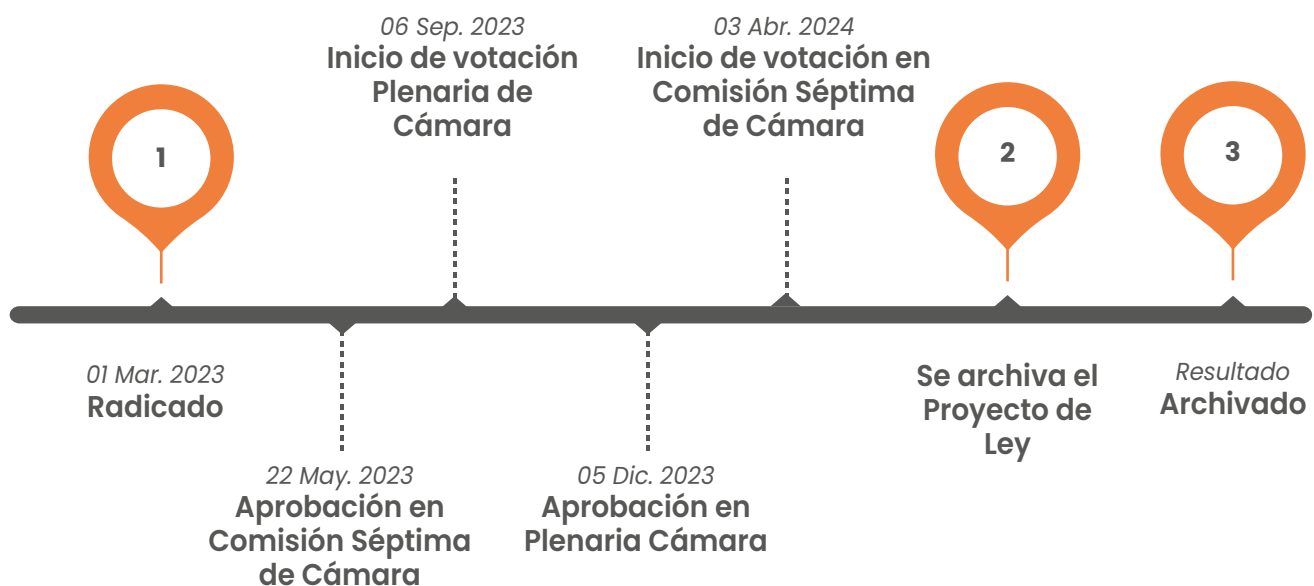 06 Sep. 2023
Inicio de votación
Plenaria de
Cámara
03 Abr. 2024
Inicio de votación en
Comisión Séptima
de Cámara
1
2
3
01 Mar. 2023
Radicado
Se archiva el
Proyecto de
Ley
Resultado
Archivado
22 May. 2023
Aprobación en
Comisión Séptima
de Cámara
05 Dic. 2023
Aprobación en
Plenaria Cámara